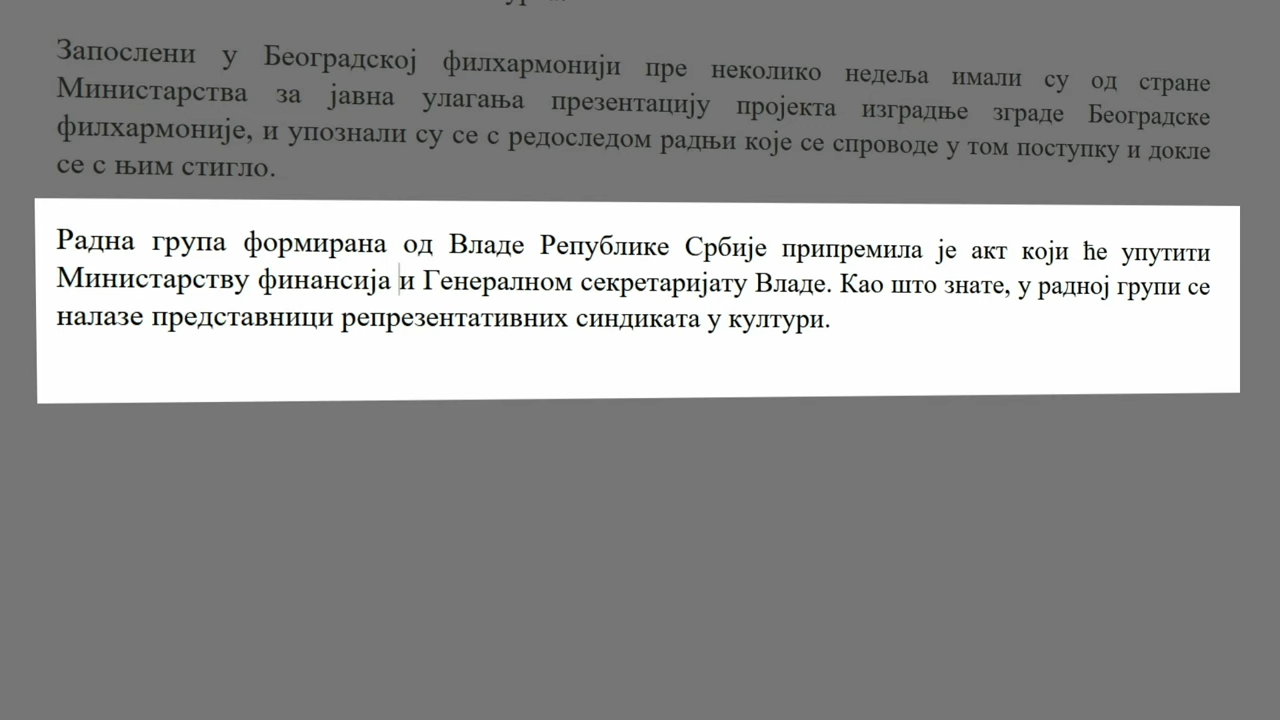 Запослени у Београдској филхармонији пре неколико недеља имали су од стране
Министарства за јавна улагања презентацију пројекта изградње зграде Београдске
филхармоније, и упознали су се с редоследом радњи које се спроводе у том поступку и докле
се с њим стигло.
Радна група формирана од Владе Републике Србије припремила је акт који ће упутити
Министарству финансија и Генералном секретаријату Владе. Као што знате, у радној групи се
налазе представници репрезентативних синдиката у култури.